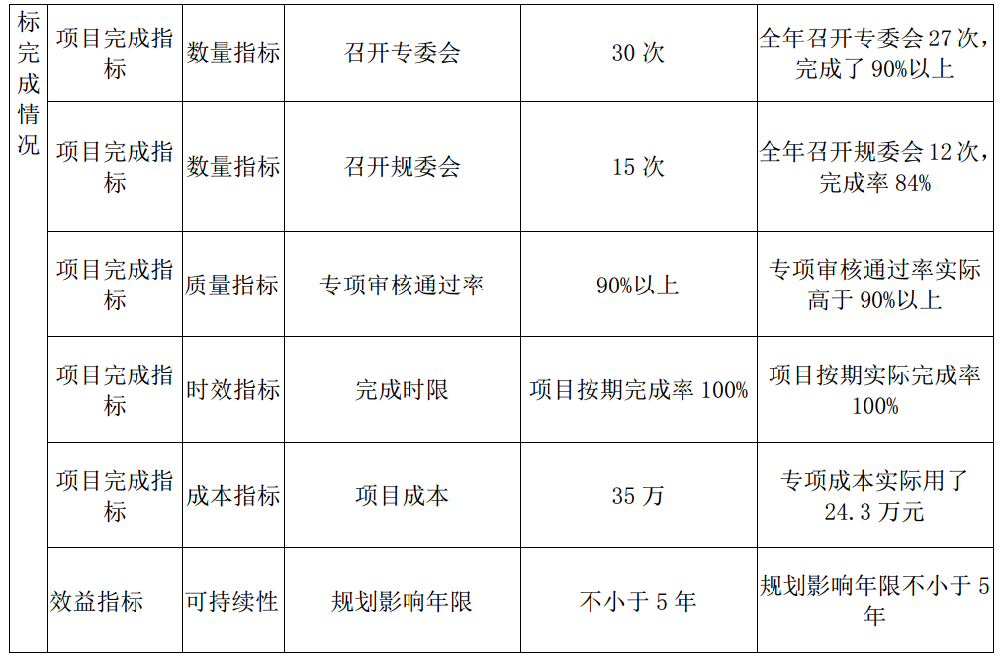 标
完
成
情
况
项目完成指
标
数量指标
召开专委会
30 次
全年召开专委会 27 次，
完成了 90%以上
项目完成指
标
数量指标
召开规委会
15 次
全年召开规委会 12 次，
完成率 84%
项目完成指
标
质量指标
专项审核通过率
90%以上
专项审核通过率实际
高于 90%以上
项目完成指
标
时效指标
完成时限
项目按期完成率 100%
项目按期实际完成率
100%
项目完成指
标
成本指标
项目成本
35 万
专项成本实际用了
24.3 万元
效益指标
可持续性
规划影响年限
不小于 5 年
规划影响年限不小于 5
年